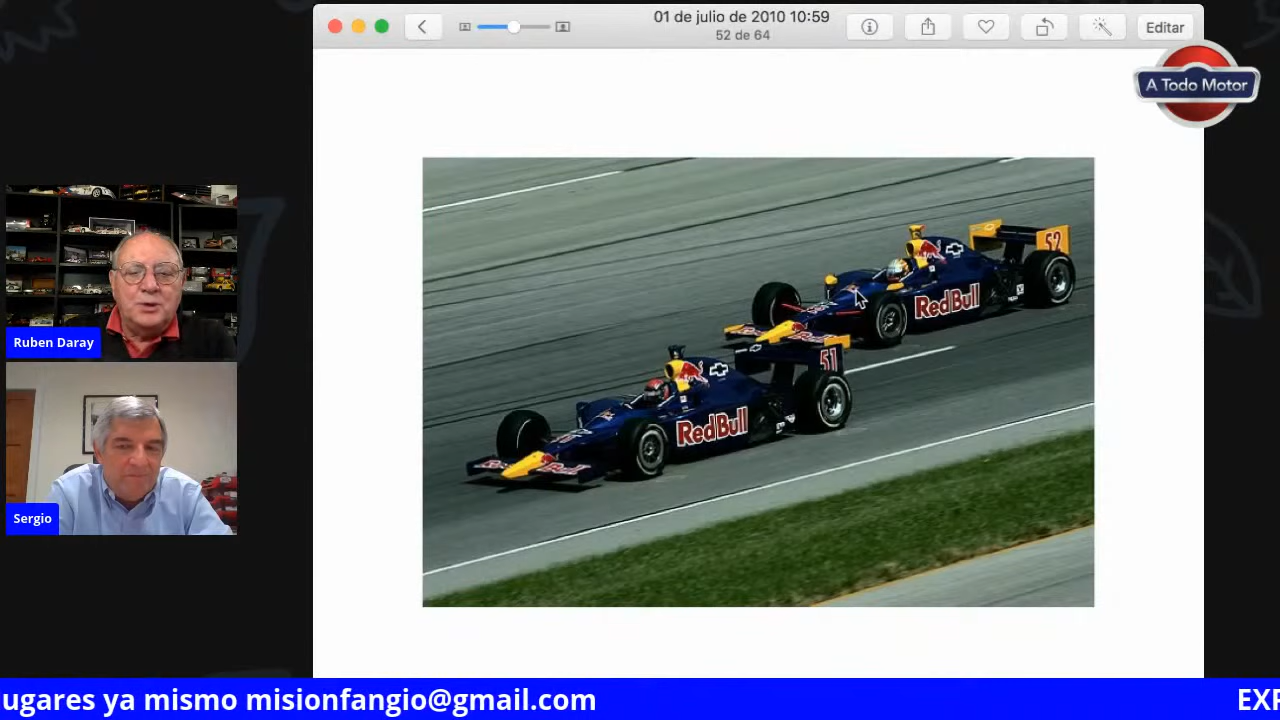 01 de julio de 2010 10:59
52 de 64
Editar
A Todo Motor
52
RedBull
51
RedBull
Ruben Daray
Sergio
lugares ya mismo misionfangio@gmail.com
EXP